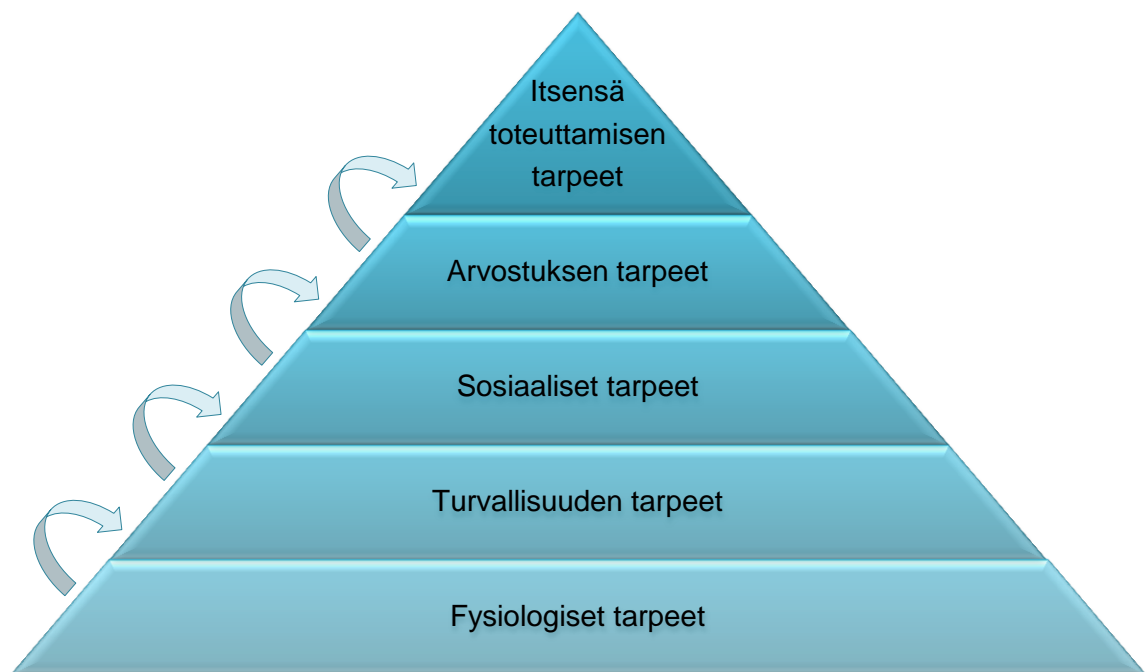 Itsensä
toteuttamisen
tarpeet
Arvostuksen tarpeet
Sosiaaliset tarpeet
Turvallisuuden tarpeet
Fysiologiset tarpeet